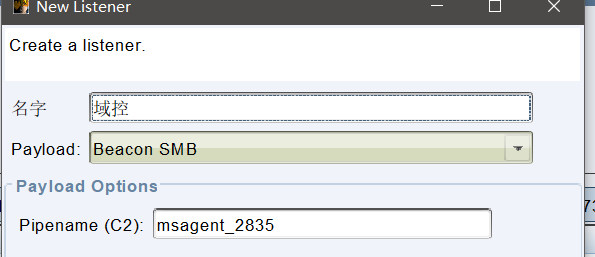 New Listener
Create a listener.
名字 域控
Payload: Beacon SMB
Payload Options
Pipename (C2): msagent_2835